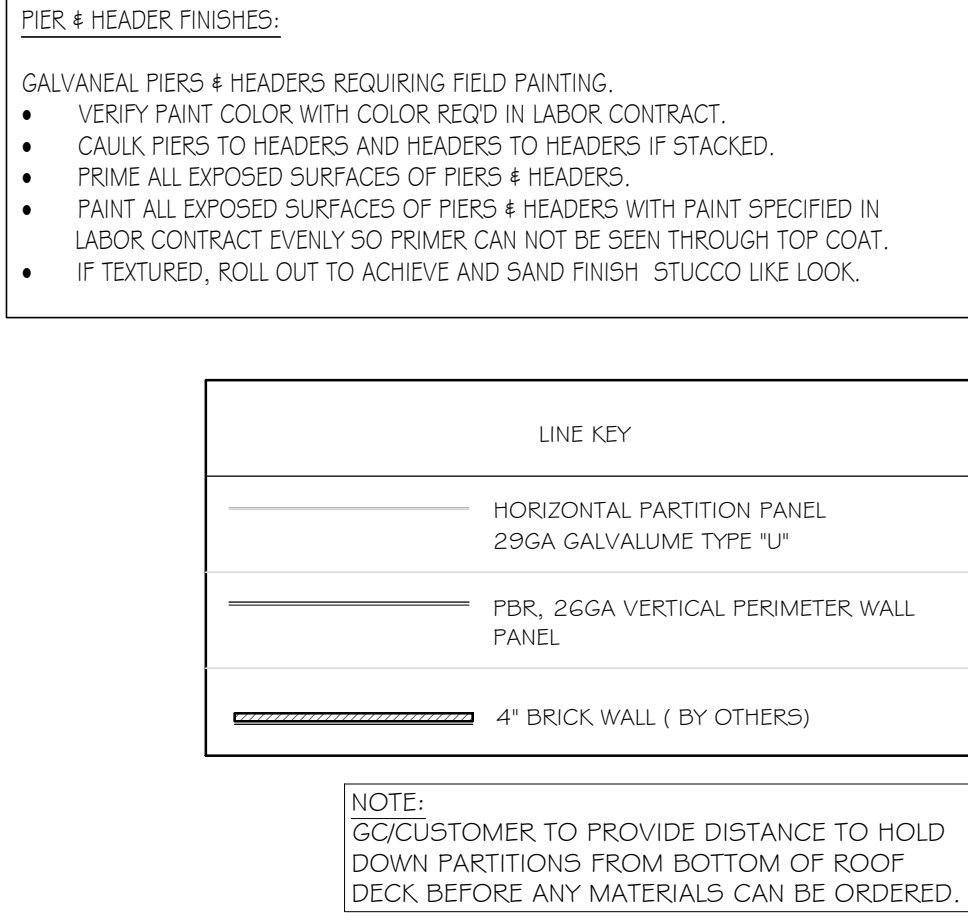 PIER & HEADER FINISHES:
GALVANEAL PIERS & HEADERS REQUIRING FIELD PAINTING.
• VERIFY PAINT COLOR WITH COLOR REQ'D IN LABOR CONTRACT.
• CAULK PIERS TO HEADERS AND HEADERS TO HEADERS IF STACKED.
• PRIME ALL EXPOSED SURFACES OF PIERS & HEADERS.
• PAINT ALL EXPOSED SURFACES OF PIERS & HEADERS WITH PAINT SPECIFIED IN
LABOR CONTRACT EVENLY SO PRIMER CAN NOT BE SEEN THROUGH TOP COAT.
• IF TEXTURED, ROLL OUT TO ACHIEVE AND SAND FINISH STUCCO LIKE LOOK.
LINE KEY
HORIZONTAL PARTITION PANEL
29GA GALVALUME TYPE "U"
PBR, 26GA VERTICAL PERIMETER WALL
PANEL
4" BRICK WALL ( BY OTHERS)
NOTE:
GC/CUSTOMER TO PROVIDE DISTANCE TO HOLD
DOWN PARTITIONS FROM BOTTOM OF ROOF
DECK BEFORE ANY MATERIALS CAN BE ORDERED.